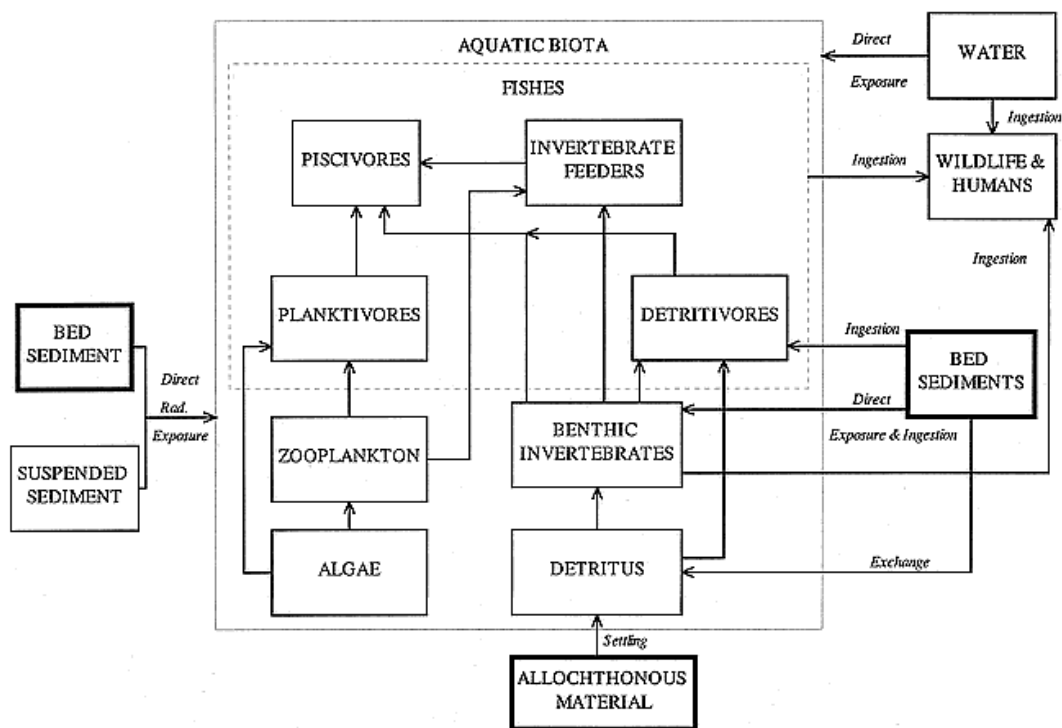 AQUATIC BIOTA
FISHES
Direct
Exposure
WATER
Ingestion
PISCIVORES
INVERTEBRATE
FEEDERS
Ingestion
WILDLIFE &
HUMANS
Ingestion
PLANKTIVORES
DETRITIVORES
BED
SEDIMENT
Direct
Rad.
Exposure
SUSPENDED
SEDIMENT
Ingestion
BED
SEDIMENTS
Direct
Exposure & Ingestion
ZOOPLANKTON
BENTHIC
INVERTEBRATES
ALGAE
DETRITUS
Exchange
Settling
ALLOCHTHONOUS
MATERIAL